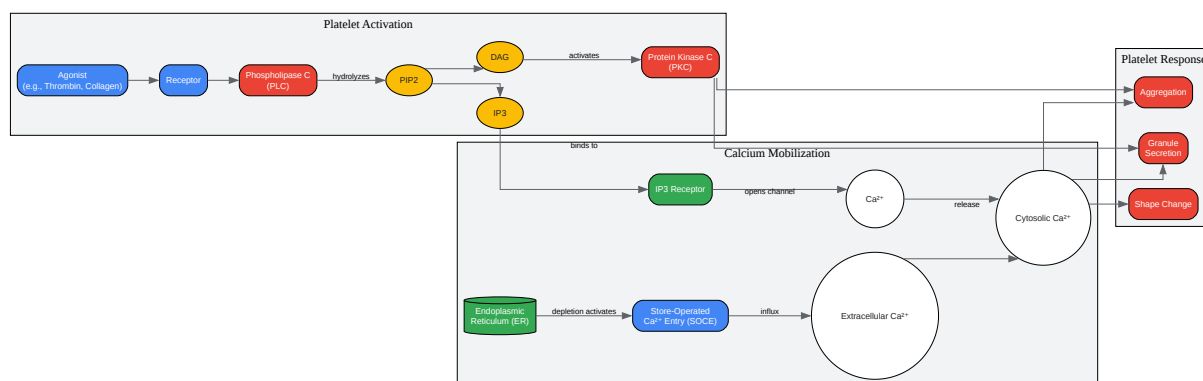 Platelet Activation
Agonist
(e.g., Thrombin, Collagen)
Receptor
Phospholipase C
(PLC)
hydrolyzes
PIP2
DAG
IP3
activates
Protein Kinase C
(PKC)
Platelet Response
Aggregation
Granule
Secretion
Shape Change
binds to
Calcium Mobilization
IP3 Receptor
opens channel
Ca²⁺
release
Cytosolic Ca²⁺
Endoplasmic
Reticulum (ER)
depletion activates
Store-Operated
Ca²⁺ Entry (SOCE)
influx
Extracellular Ca²⁺